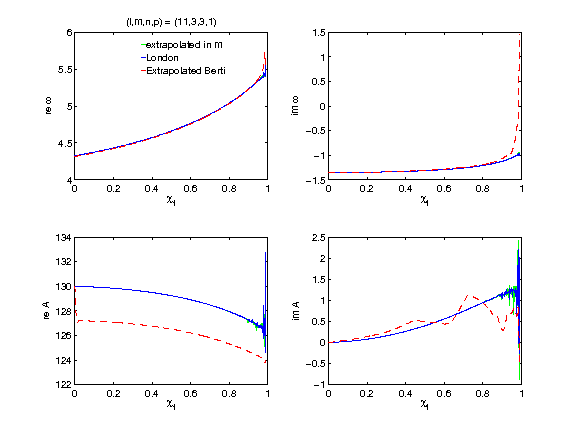 (l,m,n,p) = (11,3,3,1)
6
5.5
5
4.5
4
re ω
0 0.2 0.4 0.6 0.8 1
χf
extrapolated in m
London
Extrapolated Berti
1.5
1
0.5
0
−0.5
−1
−1.5
im ω
0 0.2 0.4 0.6 0.8 1
χf
134
132
130
128
126
124
122
re A
0 0.2 0.4 0.6 0.8 1
χf
2.5
2
1.5
1
0.5
0
−0.5
−1
im A
0 0.2 0.4 0.6 0.8 1
χf